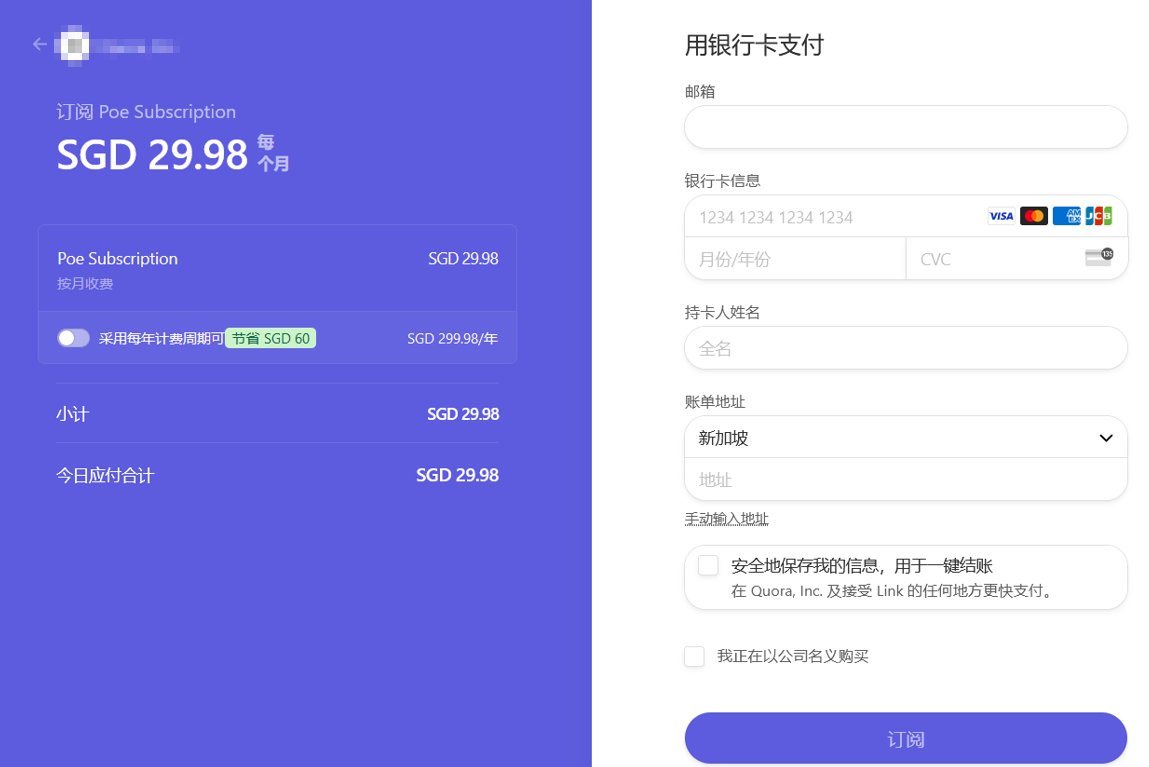 订阅 Poe Subscription
SGD 29.98 每
个月
Poe Subscription SGD 29.98
按月收费
采用每年计费周期可 节省 SGD 60 SGD 299.98/年
小计 SGD 29.98
今日应付合计 SGD 29.98
用银行卡支付
邮箱
银行卡信息
1234 1234 1234 1234 VISA AM EX JCB
月份/年份 CVC 135
持卡人姓名
全名
账单地址
新加坡
地址
手动输入地址
安全地保存我的信息，用于一键结账
在 Quora, Inc. 及接受 Link 的任何地方更快支付。
我正在以公司名义购买
订阅